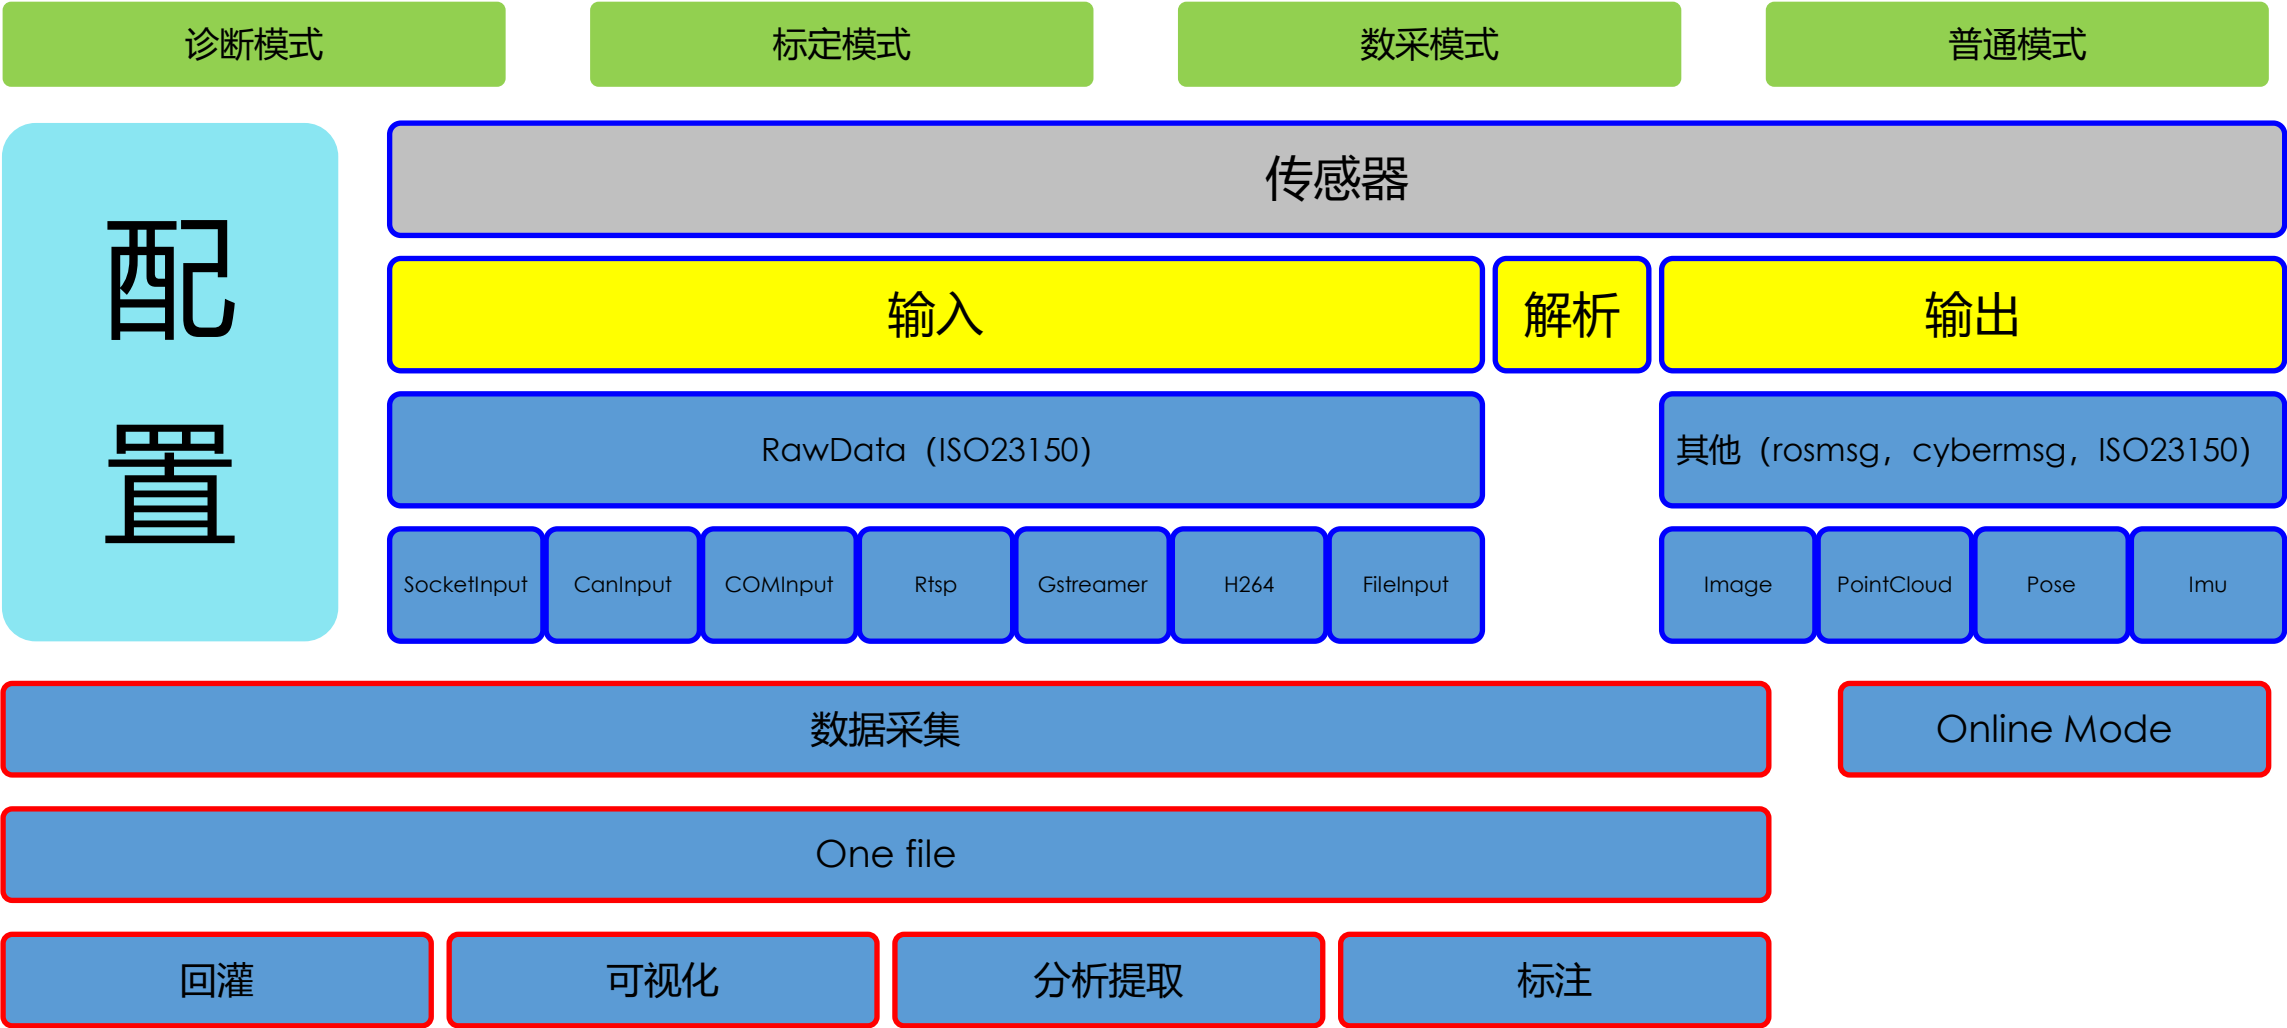 诊断模式
标定模式
数采模式
普通模式
配
置
传感器
输入
解析
输出
RawData（ISO23150）
其他（rosmsg，cybermsg，ISO23150）
SocketInput
CanInput
COMInput
Rtsp
Gstreamer
H264
FileInput
Image
PointCloud
Pose
Imu
数据采集
Online Mode
One file
回灌
可视化
分析提取
标注